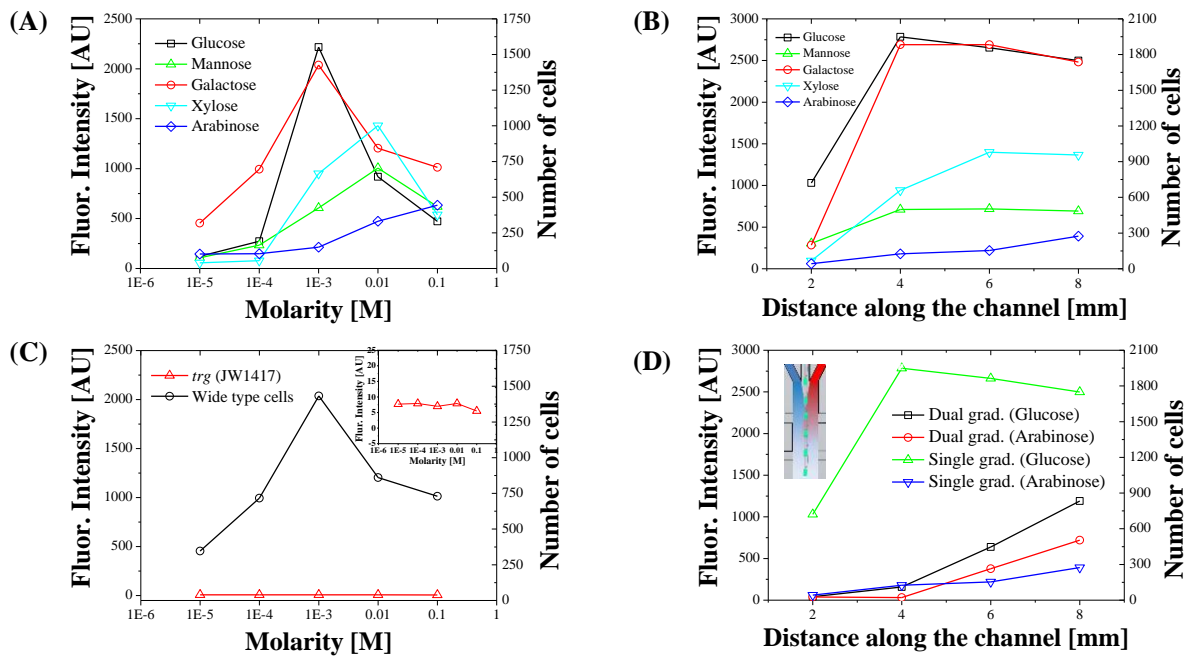 (A)
Fluor. Intensity [AU]
2500
2000
1500
1000
500
0
Glucose
Mannose
Galactose
Xylose
Arabinose
1750
1500
1250
1000
750
500
250
0
Number of cells
1E-6 1E-5 1E-4 1E-3 0.01 0.1 1
Molarity [M]
(B)
Fluor. Intensity [AU]
3000
2500
2000
1500
1000
500
0
Glucose
Mannose
Galactose
Xylose
Arabinose
2100
1800
1500
1200
900
600
300
0
Number of cells
2 4 6 8
Distance along the channel [mm]
(C)
Fluor. Intensity [AU]
2500
2000
1500
1000
500
0
trg (JW1417)
Wide type cells
Flur. Intensity [AU]
25
20
15
10
5
0
-5
1E-6 1E-5 1E-4 1E-3 0.01 0.1 1
Molarity [M]
1750
1500
1250
1000
750
500
250
0
Number of cells
1E-6 1E-5 1E-4 1E-3 0.01 0.1 1
Molarity [M]
(D)
Fluor. Intensity [AU]
3000
2500
2000
1500
1000
500
0
Dual grad. (Glucose)
Dual grad. (Arabinose)
Single grad. (Glucose)
Single grad. (Arabinose)
2100
1800
1500
1200
900
600
300
0
Number of cells
2 4 6 8
Distance along the channel [mm]